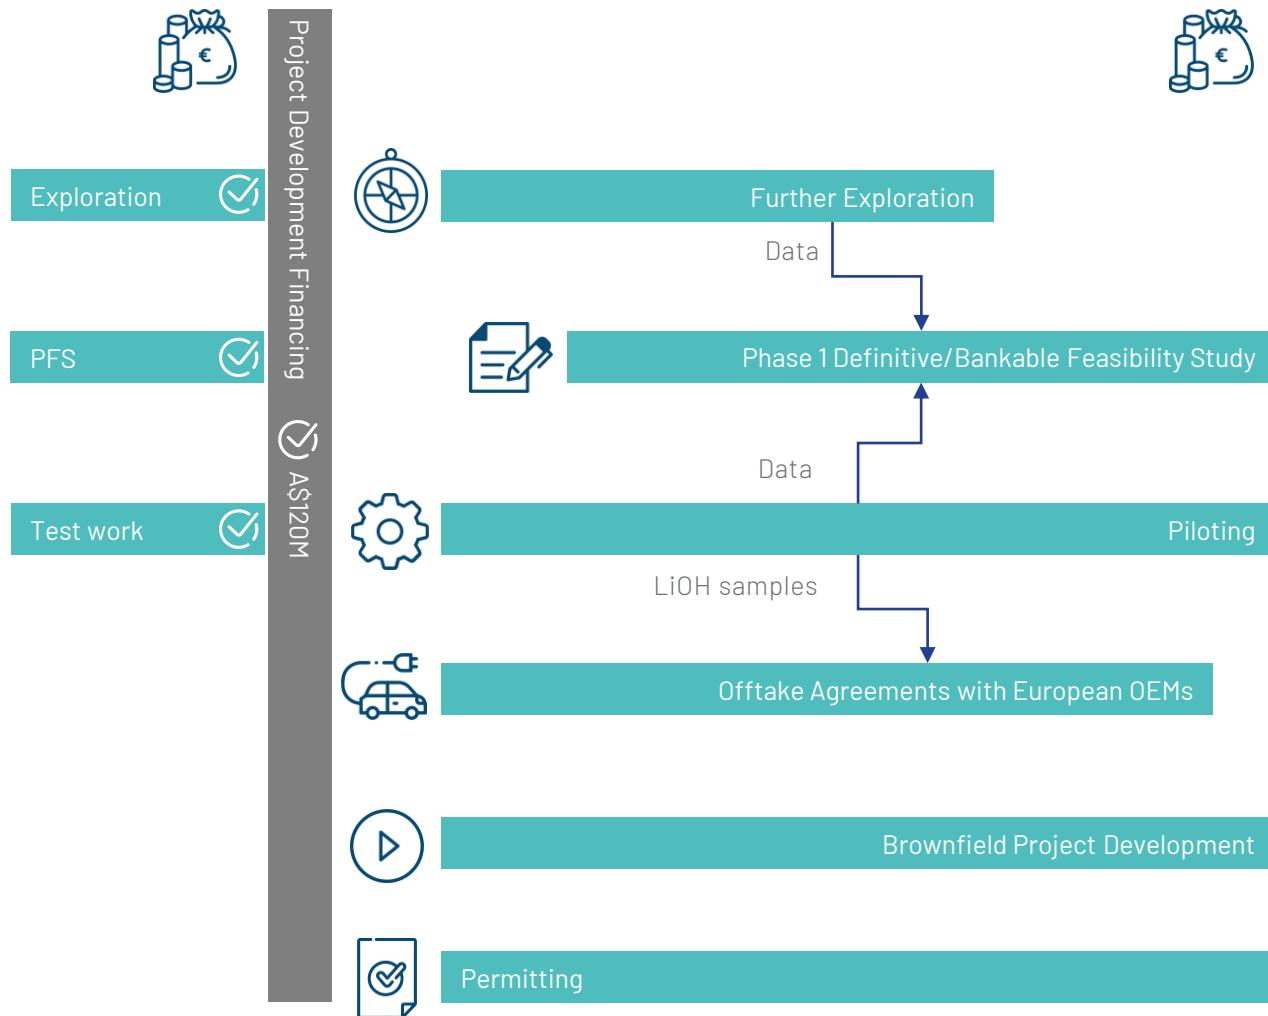 €
€
Project Development Financing
A$120M
Exploration
Further Exploration
Data
PFS
Phase 1 Definitive/Bankable Feasibility Study
Data
Test work
Piloting
LiOH samples
Offtake Agreements with European OEMs
Brownfield Project Development
Permitting